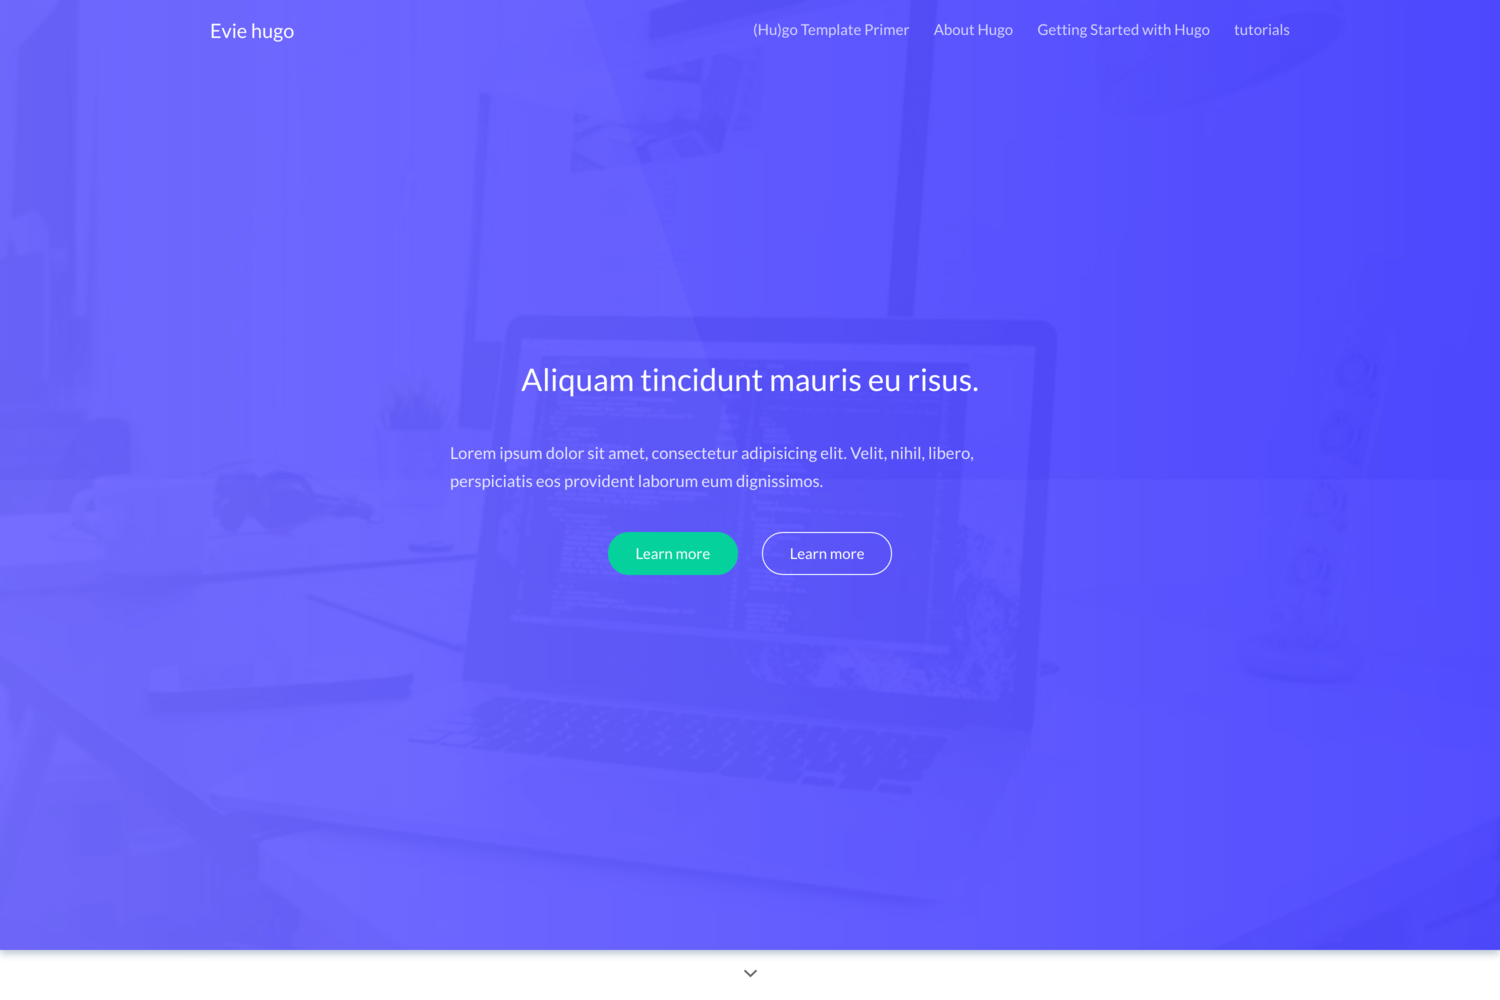 Evie hugo
(Hu)go Template Primer
About Hugo
Getting Started with Hugo
tutorials
Aliquam tincidunt mauris eu risus.
Lorem ipsum dolor sit amet, consectetur adipisicing elit. Velit, nihil, libero,
perspiciatis eos provident laborum eum dignissimos.
Learn more
Learn more